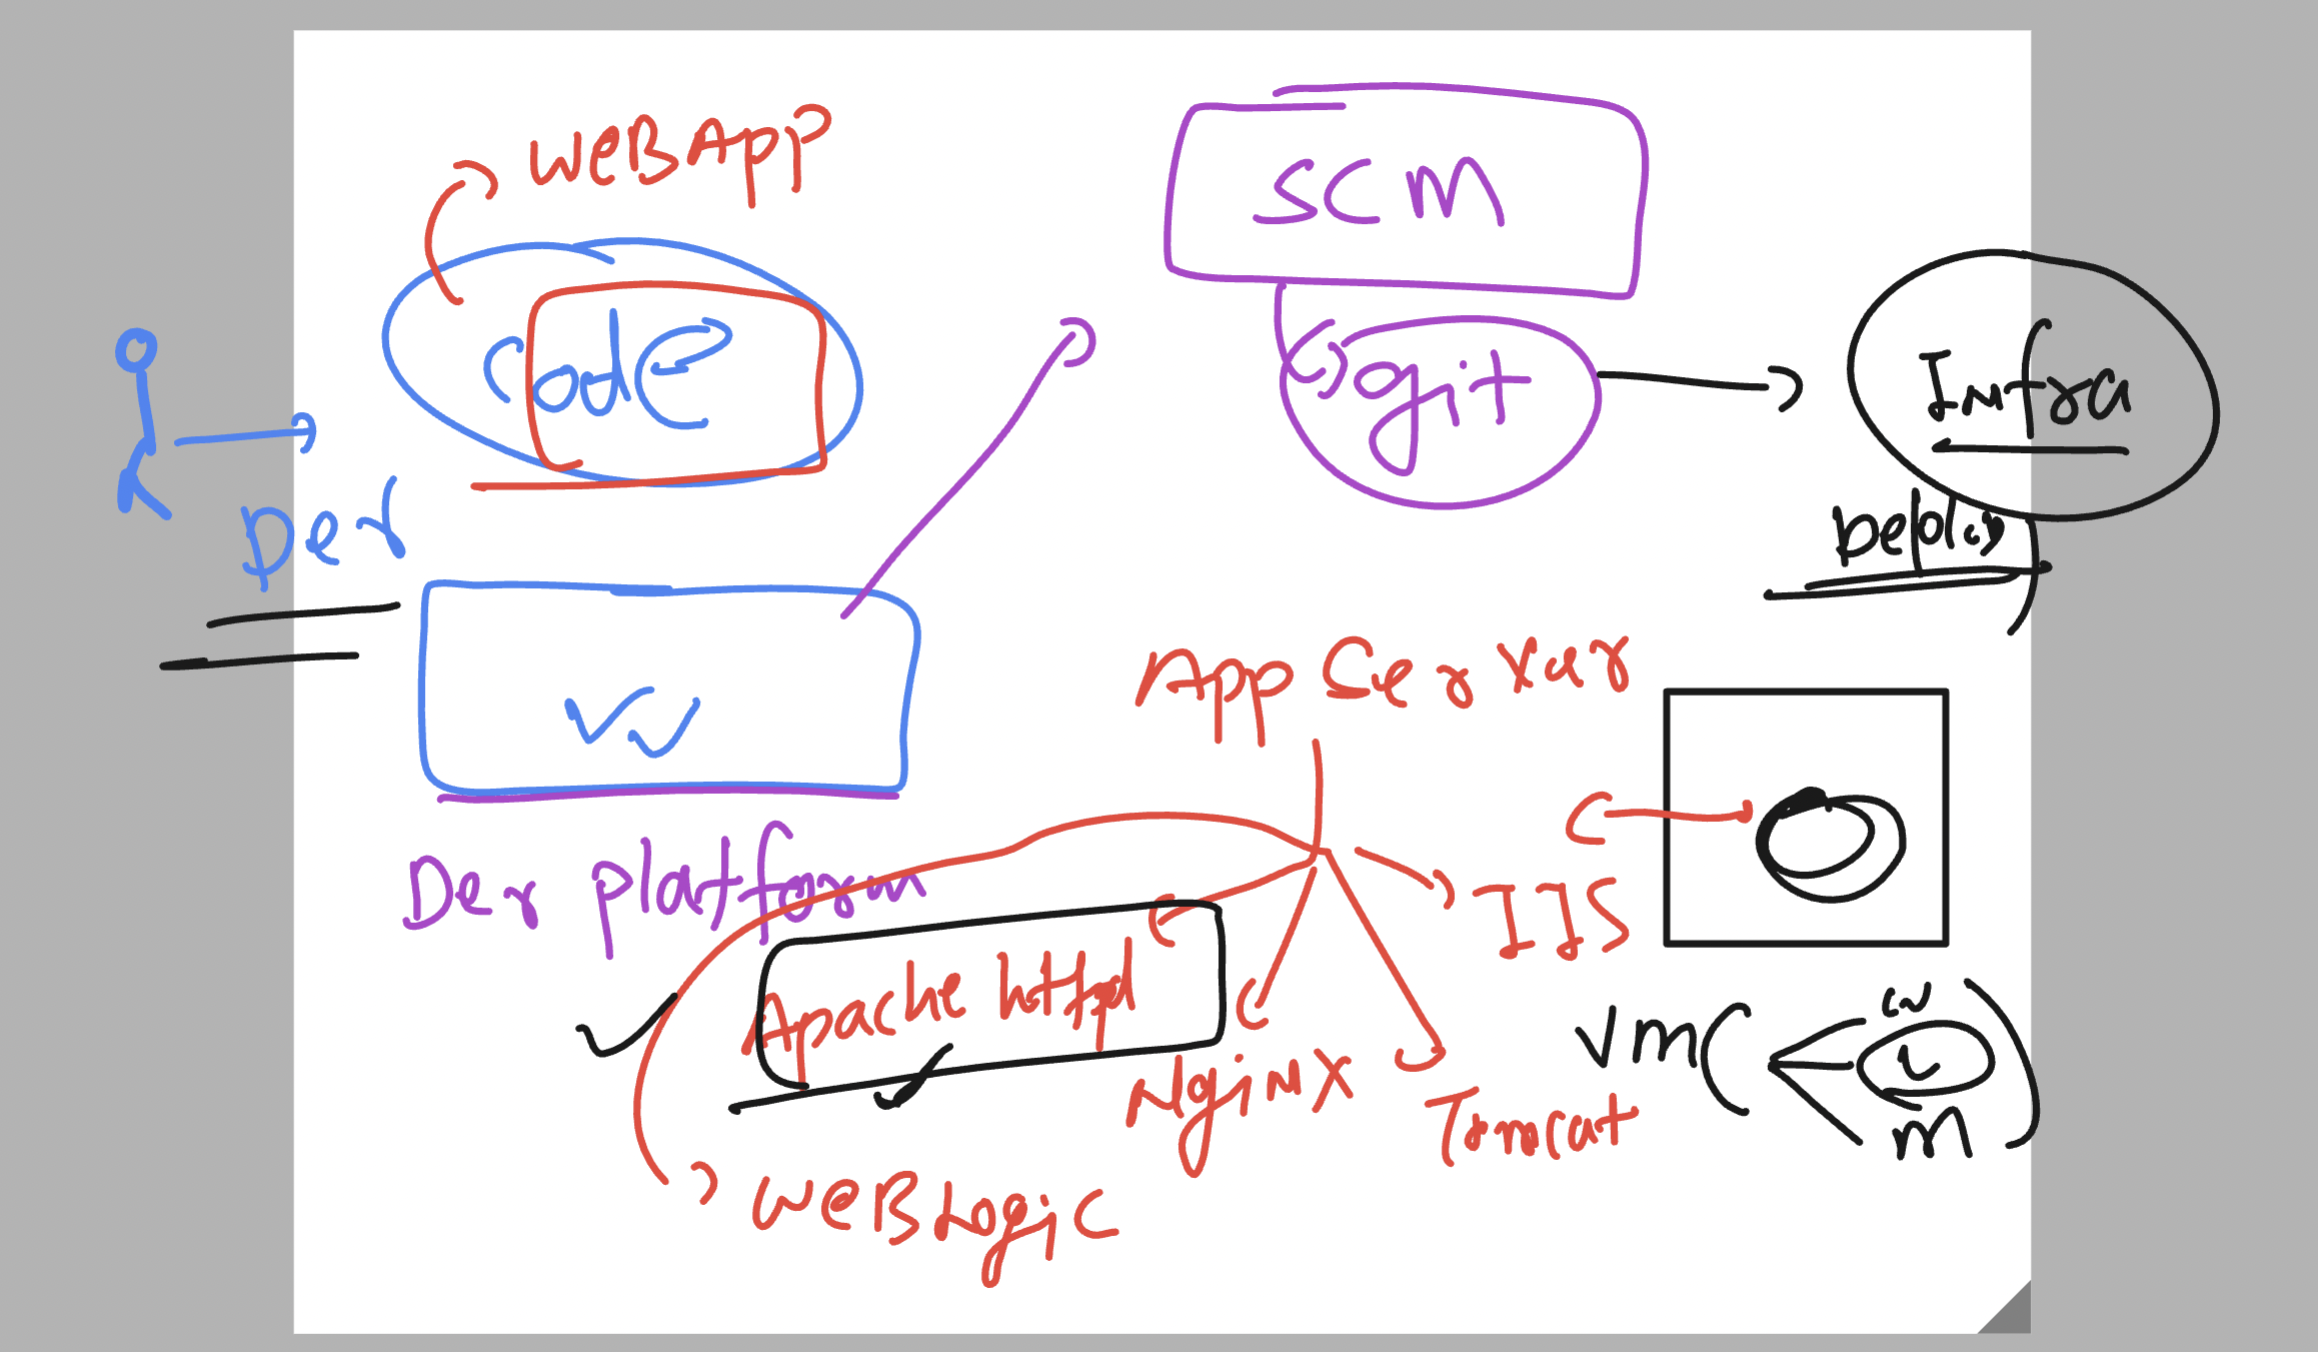 WeBApp
SCM
Code
git
Infra
Dev
Deploy
App Server
Dev platform
IIS
Apache httpd
VM(
W
L
M
)
Nginx
Tomcat
WeBLogic